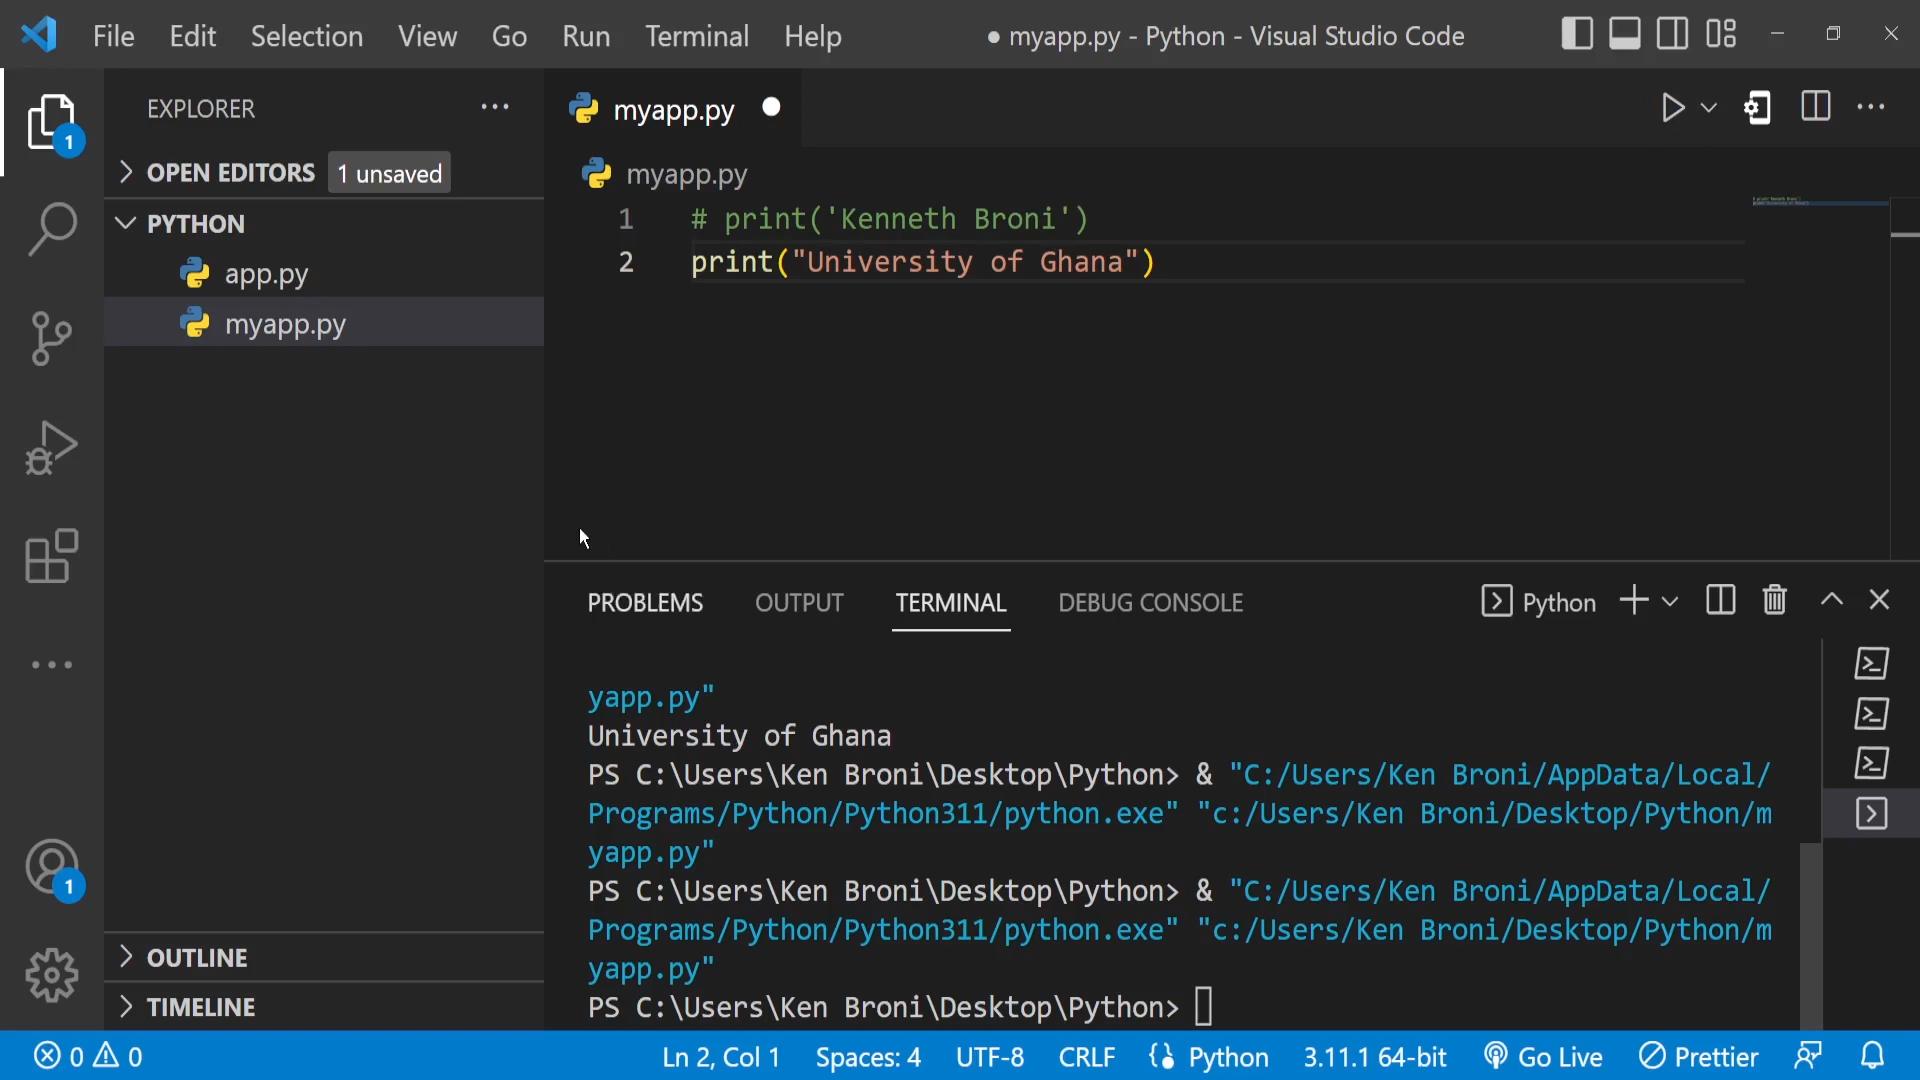 File Edit Selection View Go Run Terminal Help ● myapp.py - Python - Visual Studio Code
EXPLORER ···
myapp.py ●
1
OPEN EDITORS 1 unsaved
myapp.py
PYTHON
app.py
myapp.py
1 # print('Kenneth Broni')
2 print("University of Ghana")
PROBLEMS OUTPUT TERMINAL DEBUG CONSOLE Python
yapp.py"
University of Ghana
PS C:\Users\Ken Broni\Desktop\Python> & "C:/Users/Ken Broni/AppData/Local/
Programs/Python/Python311/python.exe" "c:/Users/Ken Broni/Desktop/Python/m
yapp.py"
PS C:\Users\Ken Broni\Desktop\Python> & "C:/Users/Ken Broni/AppData/Local/
Programs/Python/Python311/python.exe" "c:/Users/Ken Broni/Desktop/Python/m
yapp.py"
PS C:\Users\Ken Broni\Desktop\Python>
1
OUTLINE
TIMELINE
0 0 Ln 2, Col 1 Spaces: 4 UTF-8 CRLF Python 3.11.1 64-bit Go Live Prettier